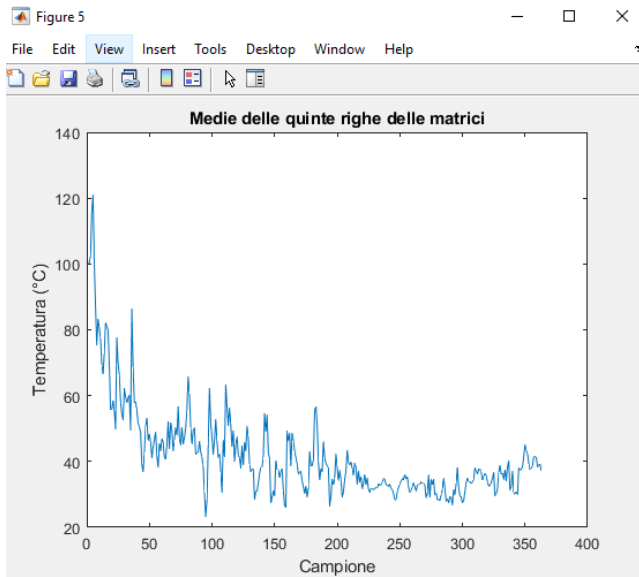 Figure 5
File Edit View Insert Tools Desktop Window Help
Medie delle quinte righe delle matrici
140
120
100
80
60
40
20
Temperatura (°C)
0 50 100 150 200 250 300 350 400
Campione